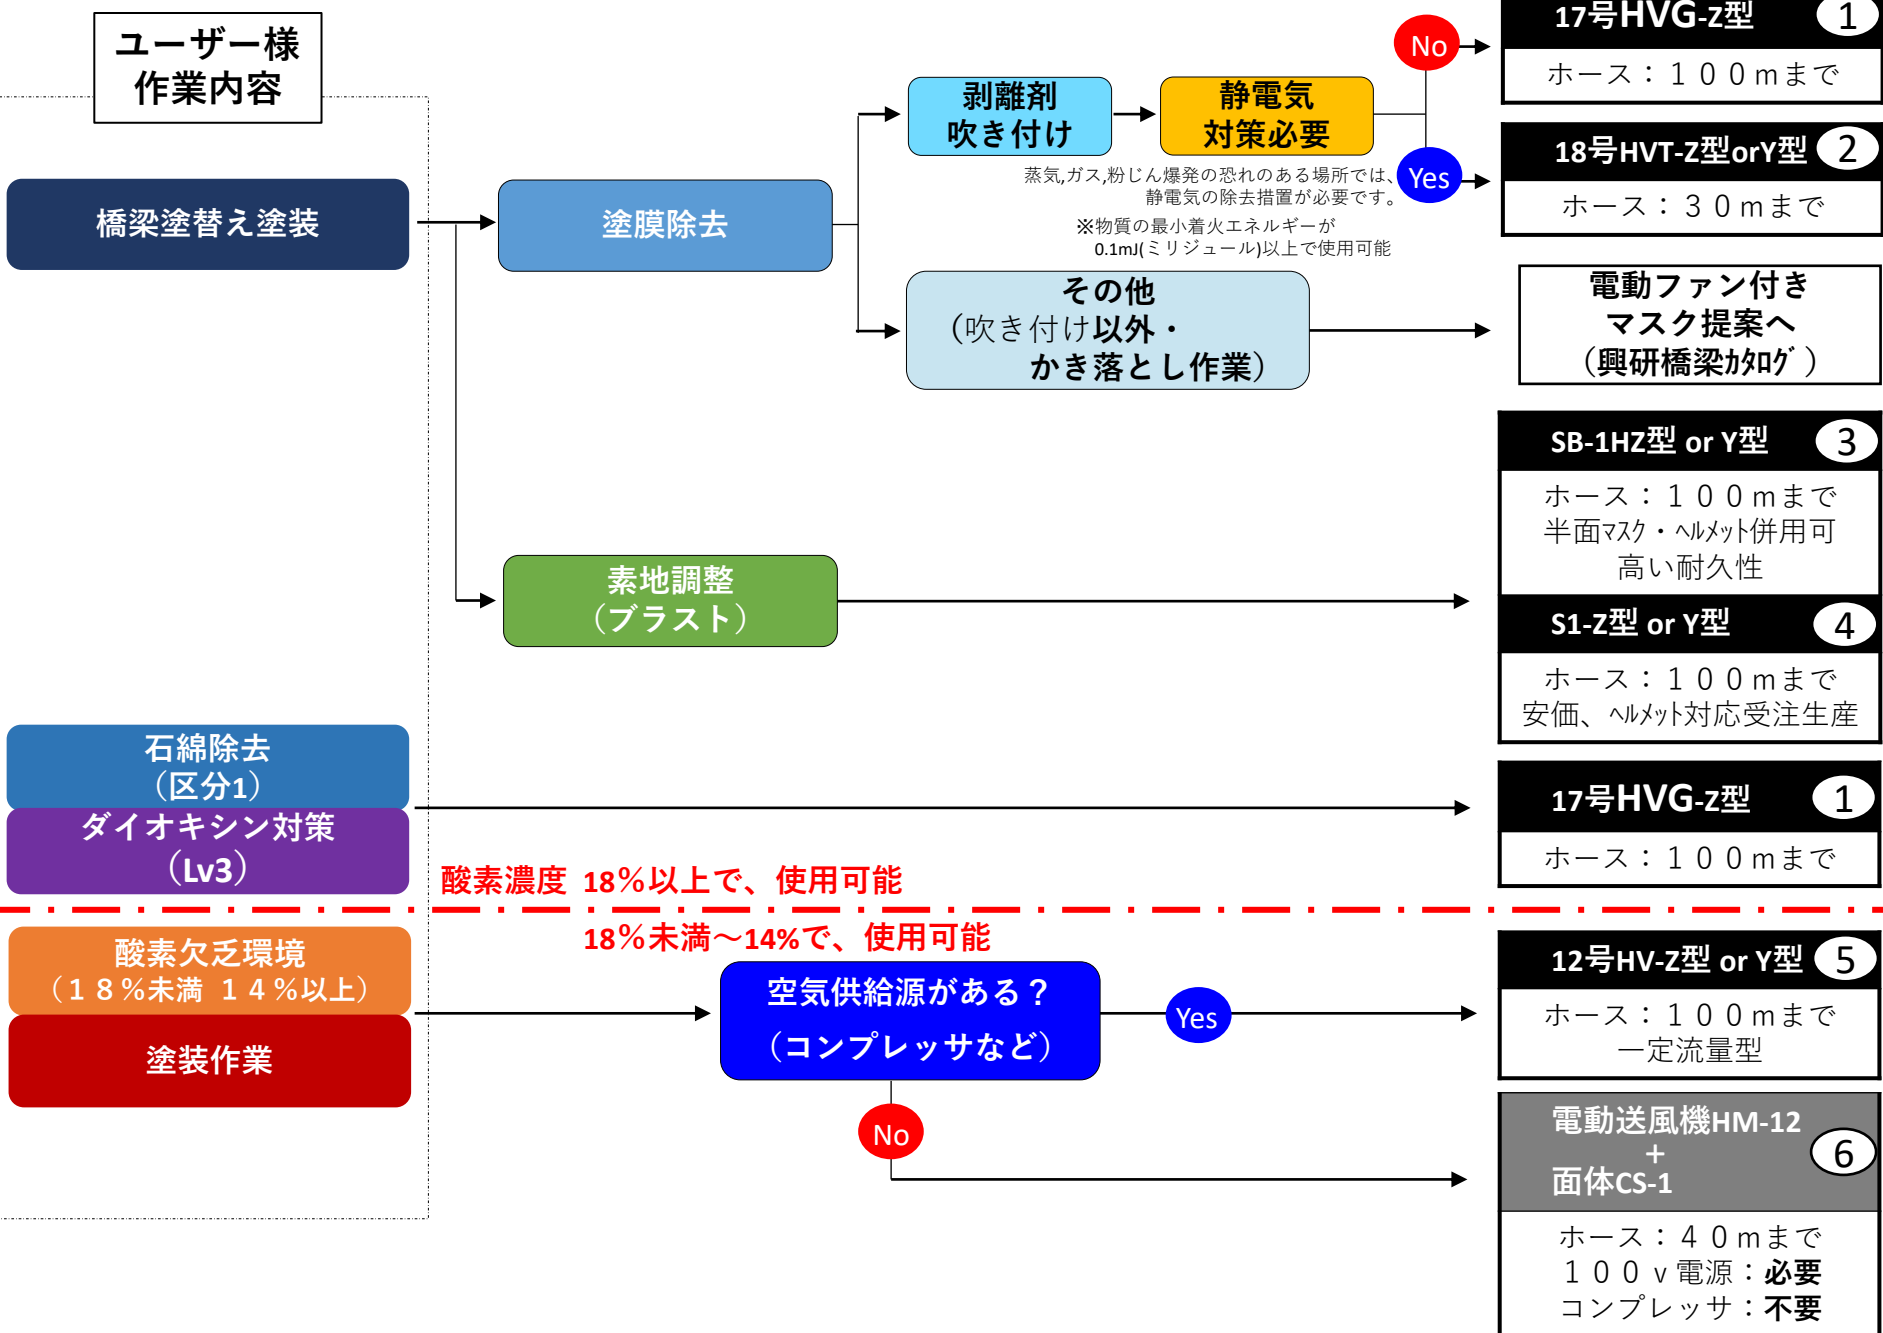 ユーザー様
作業内容
橋梁塗替え塗装
塗膜除去
剥離剤
吹き付け
静電気
対策必要
蒸気,ガス,粉じん爆発の恐れのある場所では、
静電気の除去措置が必要です。
※物質の最小着火エネルギーが
0.1mJ(ミリジュール)以上で使用可能
No
Yes
17号HVG-Z型 1
ホース：１００ｍまで
18号HVT-Z型orY型 2
ホース：３０ｍまで
その他
（吹き付け以外・
かき落とし作業）
電動ファン付き
マスク提案へ
（興研橋梁ｶﾀﾛｸﾞ）
素地調整
（ブラスト）
SB-1HZ型 or Y型 3
ホース：１００ｍまで
半面ﾏｽｸ・ﾍﾙﾒｯﾄ併用可
高い耐久性
S1-Z型 or Y型 4
ホース：１００ｍまで
安価、ﾍﾙﾒｯﾄ対応受注生産
石綿除去
（区分1）
ダイオキシン対策
（Lv3）
17号HVG-Z型 1
ホース：１００ｍまで
酸素濃度 18％以上で、使用可能
18％未満～14%で、使用可能
酸素欠乏環境
（１８％未満 １４％以上）
塗装作業
空気供給源がある？
（コンプレッサなど）
Yes
No
12号HV-Z型 or Y型 5
ホース：１００ｍまで
一定流量型
電動送風機HM-12
+
面体CS-1
6
ホース：４０ｍまで
１００ｖ電源：必要
コンプレッサ：不要